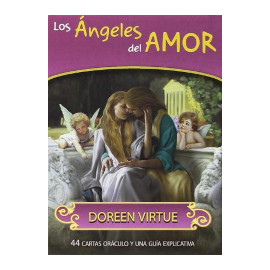 Los Ángeles del AMOR
DOREEN VIRTUE
44 CARTAS ORÁCULO Y UNA GUÍA EXPLICATIVA